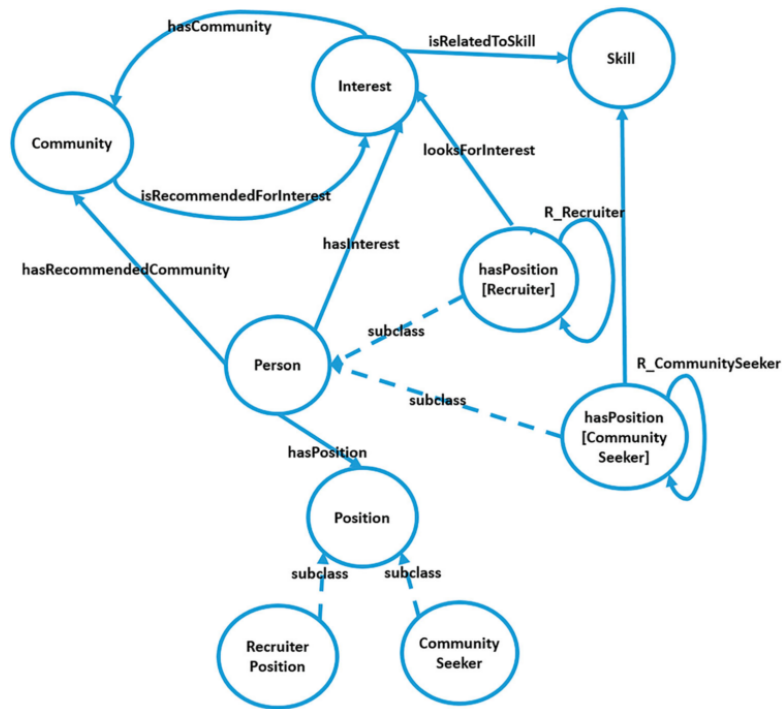 hasCommunity
isRelatedToSkill
Skill
Interest
Community
looksForInterest
isRecommendedForInterest
R_Recruiter
hasInterest
hasRecommendedCommunity
hasPosition
[Recruiter]
subclass
Person
R_CommunitySeeker
subclass
hasPosition
[Community
Seeker]
hasPosition
Position
subclass
subclass
Recruiter
Position
Community
Seeker